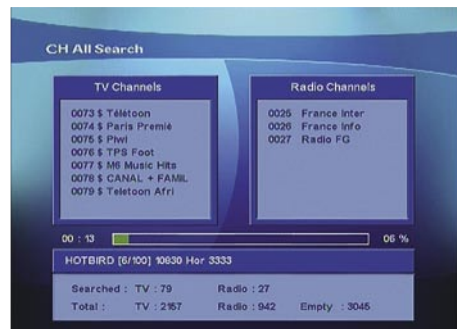 CH All Search
TV Channels
0073 $ Télétoon
0074 $ Paris Premiè
0075 $ Piwi
0076 $ TPS Foot
0077 $ M6 Music Hits
0078 $ CANAL + FAMIL
0079 $ Teletoon Afri
Radio Channels
0025 France Inter
0026 France Info
0027 Radio FG
00 : 13 06 %
HOTBIRD [6/100] 10830 Hor 3333
Searched : TV : 79 Radio : 27
Total : TV : 2157 Radio : 942 Empty : 3045